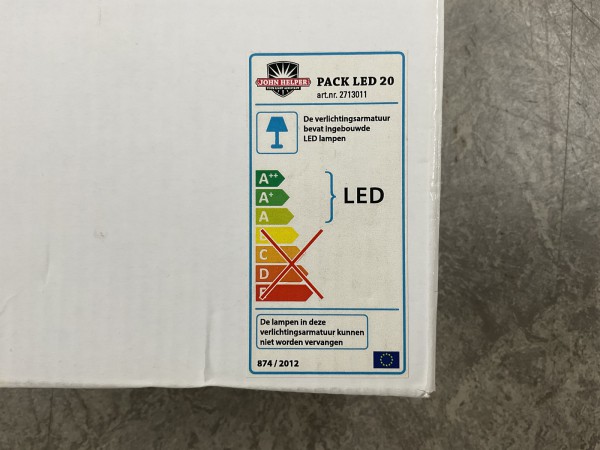 JOHN HELPER
PACK LED 20
art.nr. 2713011
De verlichtingsarmatuur
bevat ingebouwde
LED lampen
A++
A+
A
LED
C
D
De lampen in deze
verlichtingsarmatuur kunnen
niet worden vervangen
874 / 2012